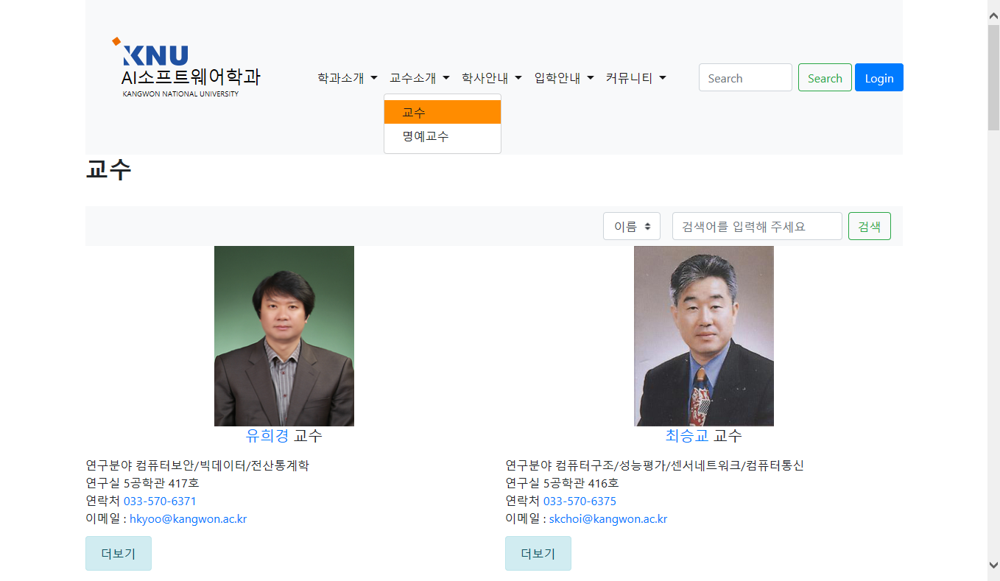 KNU
AI소프트웨어학과
KANGWON NATIONAL UNIVERSITY
학과소개 교수소개 학사안내 입학안내 커뮤니티 Search Search Login
교수
명예교수
교수
이름 검색어를 입력해 주세요 검색
유희경 교수
연구분야 컴퓨터보안/빅데이터/전산통계학
연구실 5공학관 417호
연락처 033-570-6371
이메일 : hkyoo@kangwon.ac.kr
더보기
최승교 교수
연구분야 컴퓨터구조/성능평가/센서네트워크/컴퓨터통신
연구실 5공학관 416호
연락처 033-570-6375
이메일 : skchoi@kangwon.ac.kr
더보기